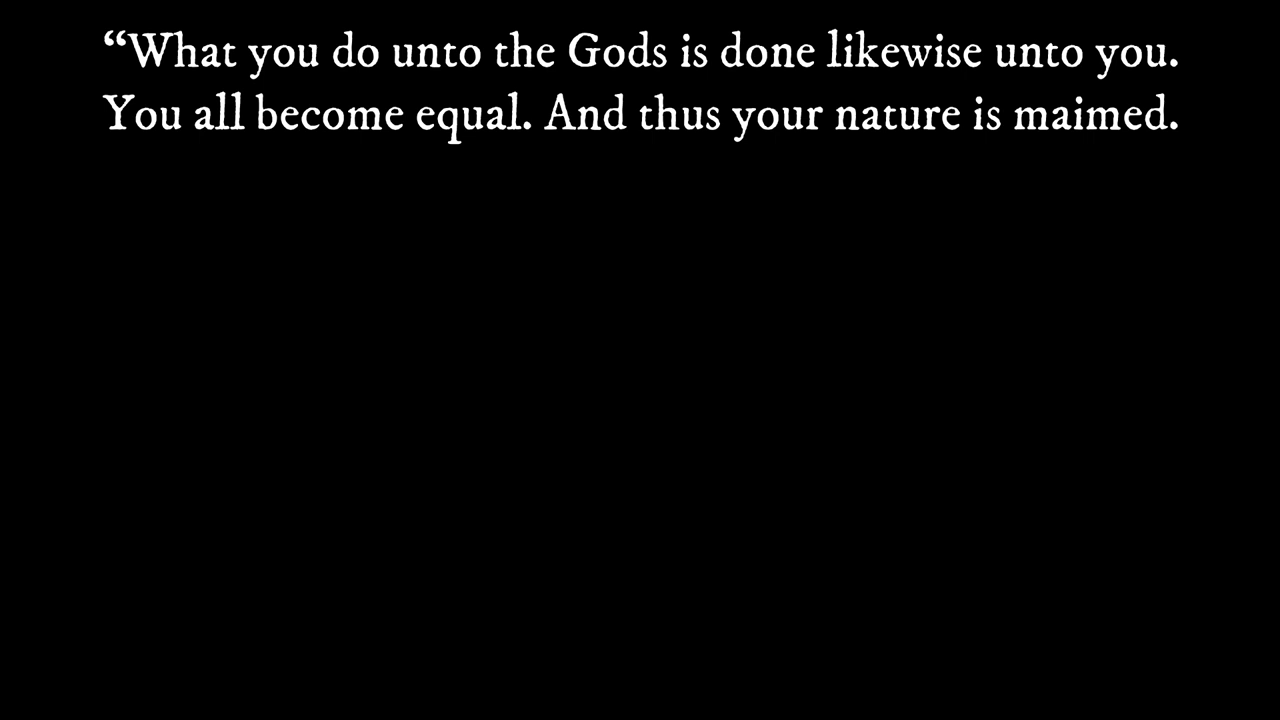 “What you do unto the Gods is done likewise unto you.
You all become equal. And thus your nature is maimed.